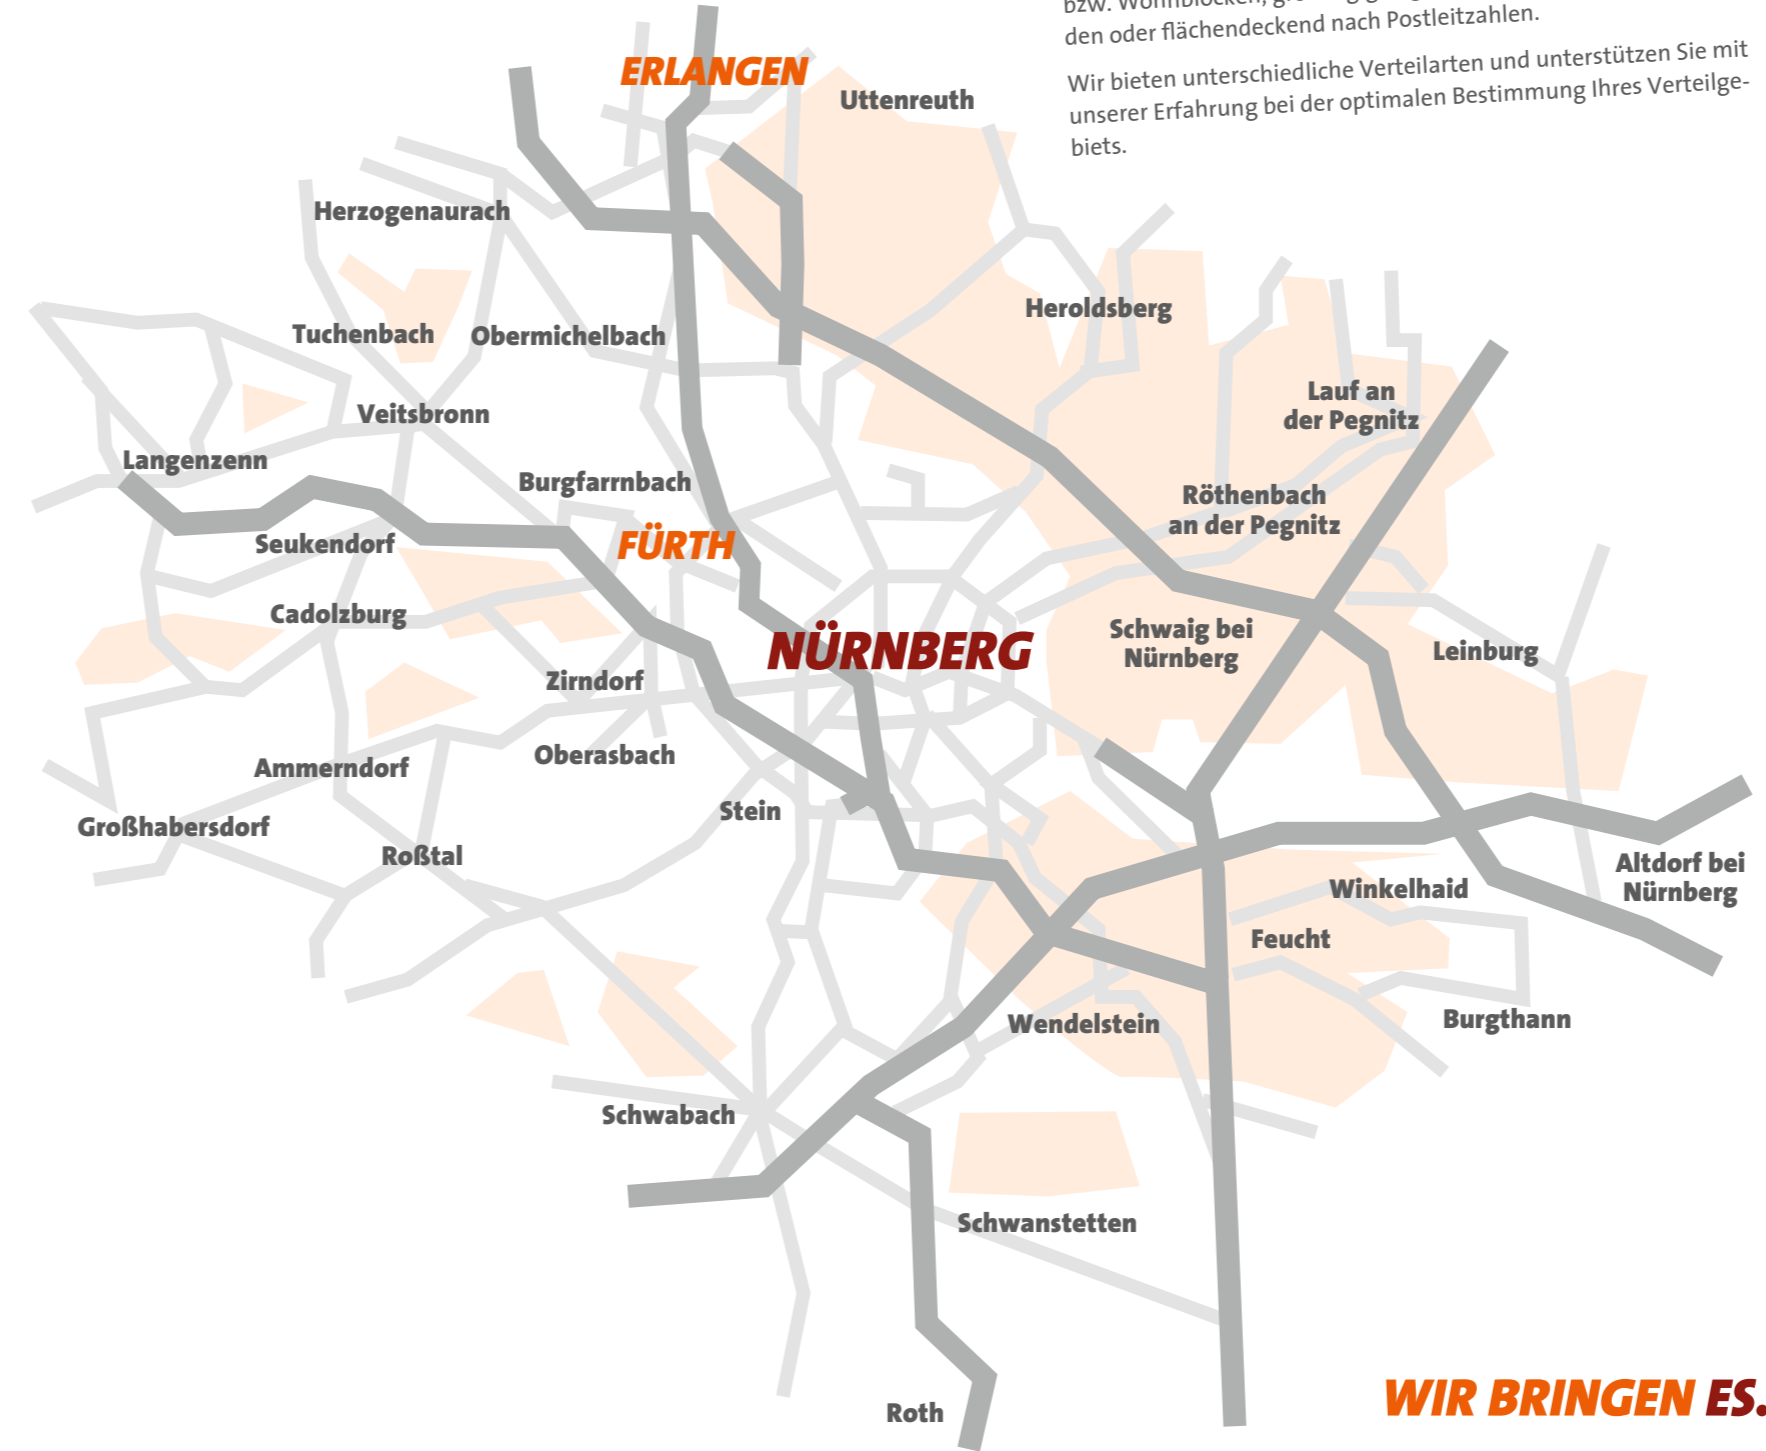 bzw. Wohnblöcken,
den oder flächendeckend nach Postleitzahlen.
Wir bieten unterschiedliche Verteilarten und unterstützen Sie mit
unserer Erfahrung bei der optimalen Bestimmung Ihres Verteilge-
biets.
ERLANGEN
Uttenreuth
Herzogenaurach
Heroldsberg
Tuchenbach
Obermichelbach
Lauf an
der Pegnitz
Veitsbronn
Langenzenn
Burgfarrnbach
Röthenbach
an der Pegnitz
Seukendorf
FÜRTH
Cadolzburg
NÜRNBERG
Schwaig bei
Nürnberg
Leinburg
Zirndorf
Oberasbach
Ammerndorf
Stein
Großhabersdorf
Roßtal
Altdorf bei
Nürnberg
Winkelhaid
Feucht
Wendelstein
Burgthann
Schwabach
Schwanstetten
Roth
WIR BRINGEN ES.